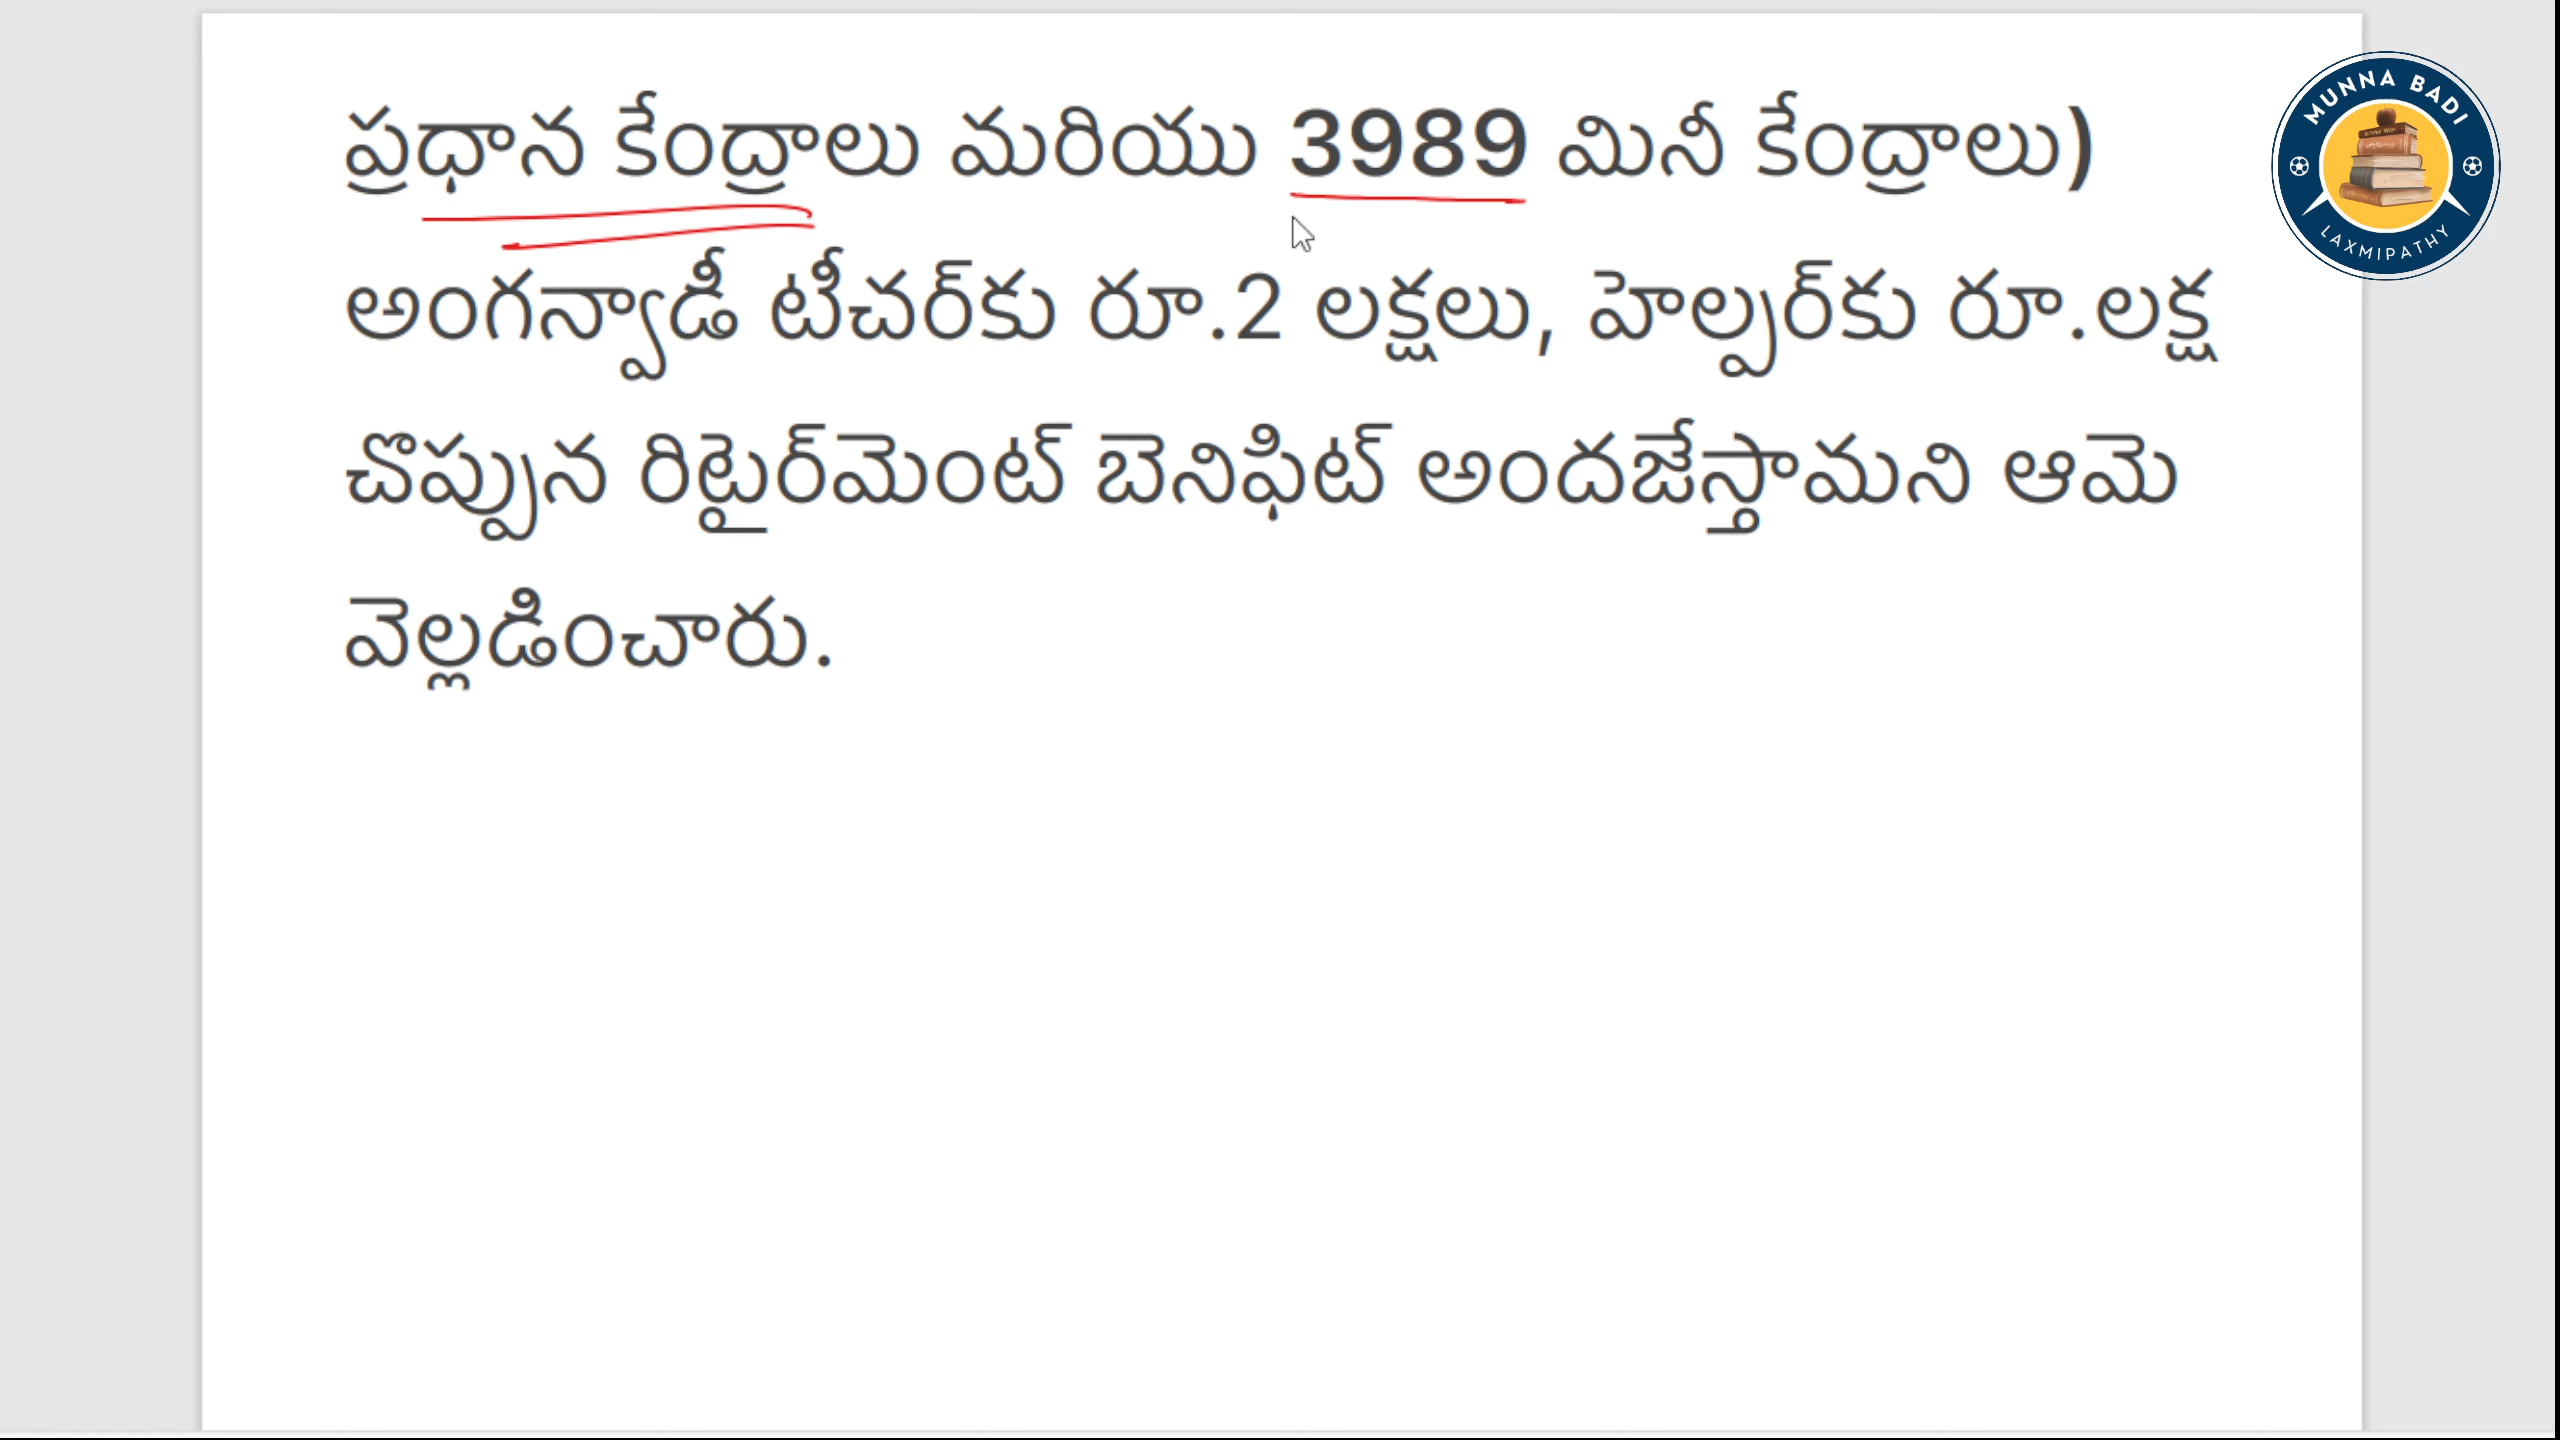 ప్రధాన కేంద్రాలు మరియు 3989 మినీ కేంద్రాలు)
అంగన్వాడీ టీచర్‌కు రూ.2 లక్షలు, హెల్పర్‌కు రూ.లక్ష
చొప్పున రిటైర్‌మెంట్ బెనిఫిట్ అందజేస్తామని ఆమె
వెల్లడించారు.
MUNNA BADI
LAXMIPATHY